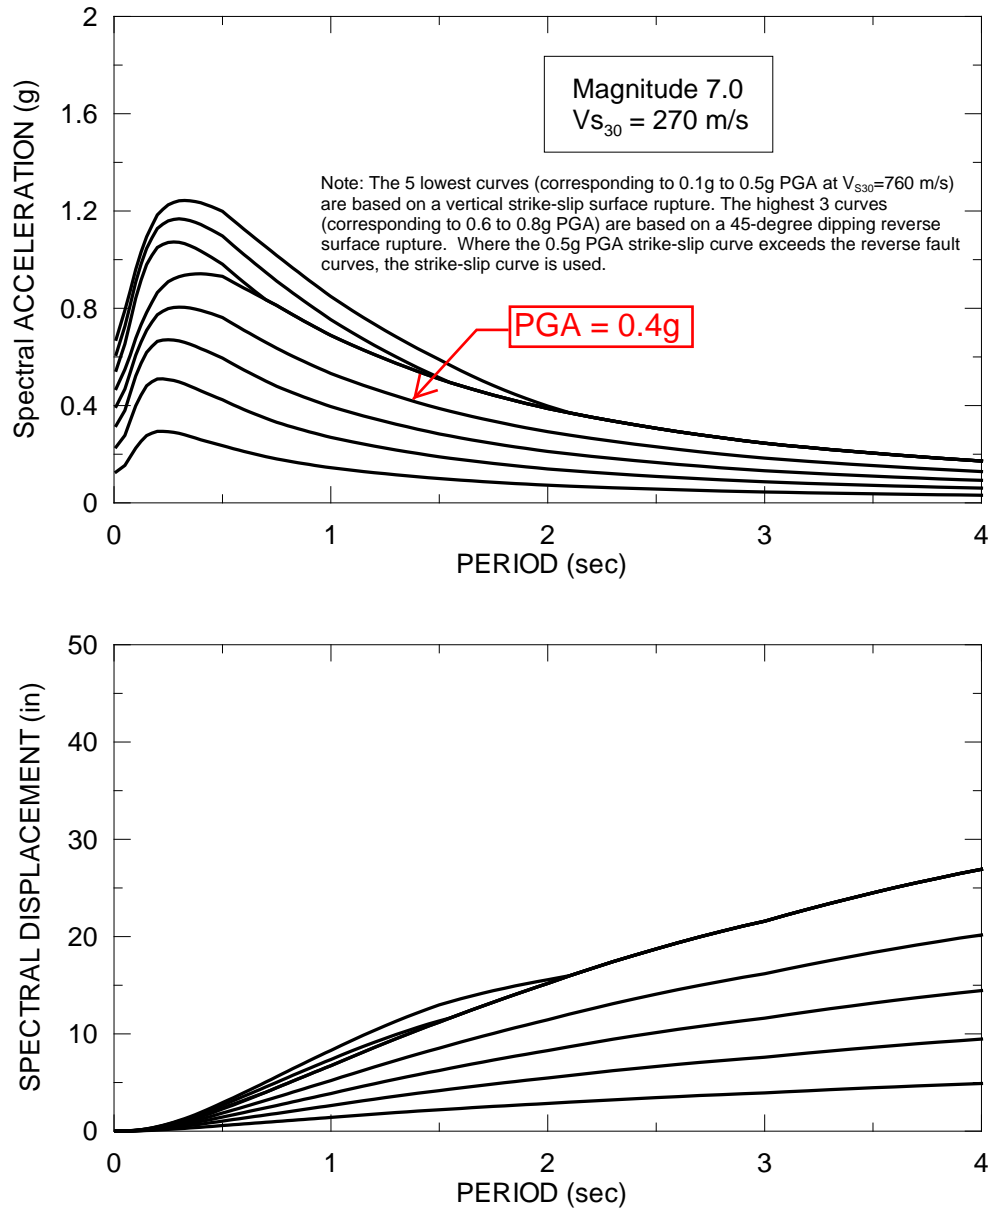 2
1.6
1.2
0.8
0.4
0
Spectral ACCELERATION (g)
Magnitude 7.0
Vs30 = 270 m/s
Note: The 5 lowest curves (corresponding to 0.1g to 0.5g PGA at VS30=760 m/s)
are based on a vertical strike-slip surface rupture. The highest 3 curves
(corresponding to 0.6 to 0.8g PGA) are based on a 45-degree dipping reverse
surface rupture.  Where the 0.5g PGA strike-slip curve exceeds the reverse fault
curves, the strike-slip curve is used.
PGA = 0.4g
0 1 2 3 4
PERIOD (sec)
50
40
30
20
10
0
SPECTRAL DISPLACEMENT (in)
0 1 2 3 4
PERIOD (sec)